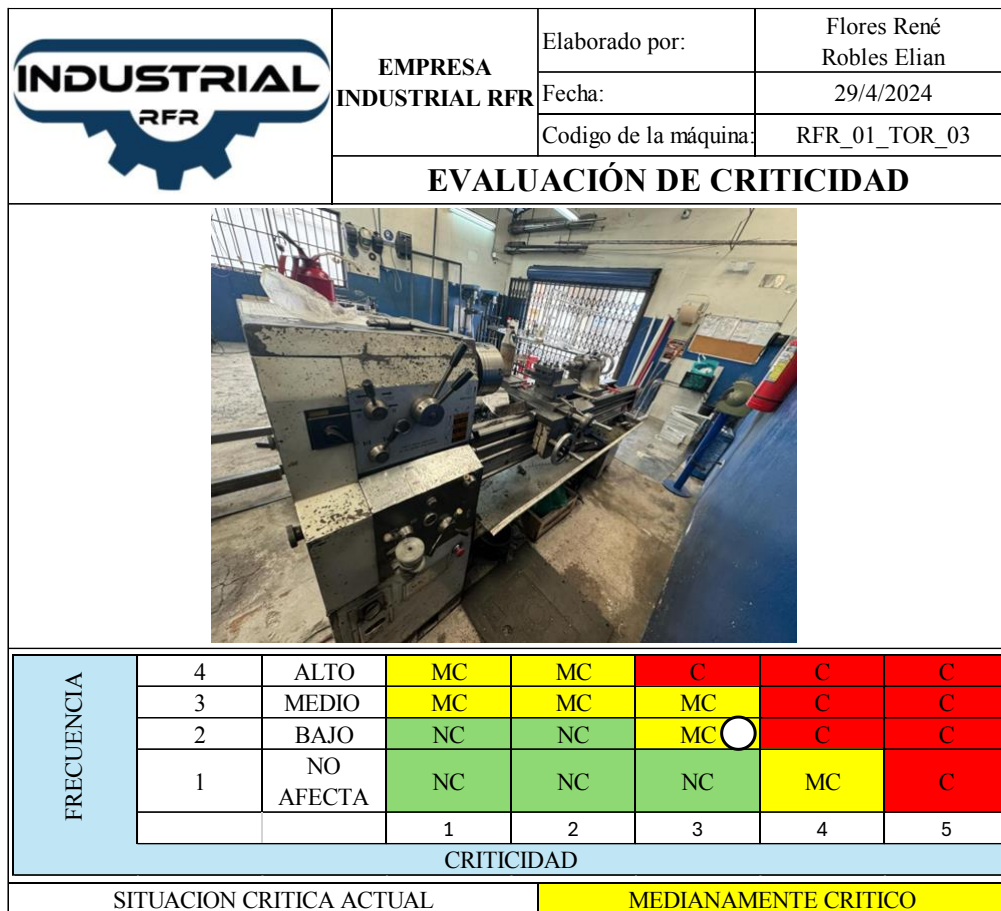 INDUSTRIAL
RFR
EMPRESA
INDUSTRIAL RFR
Elaborado por:
Flores René
Robles Elian
Fecha:
29/4/2024
Codigo de la máquina:
RFR_01_TOR_03
EVALUACIÓN DE CRITICIDAD
FRECUENCIA
4 ALTO MC MC C C C
3 MEDIO MC MC MC C C
2 BAJO NC NC MC C C
1 NO AFECTA NC NC NC MC C
1 2 3 4 5
CRITICIDAD
SITUACION CRITICA ACTUAL MEDIANAMENTE CRITICO